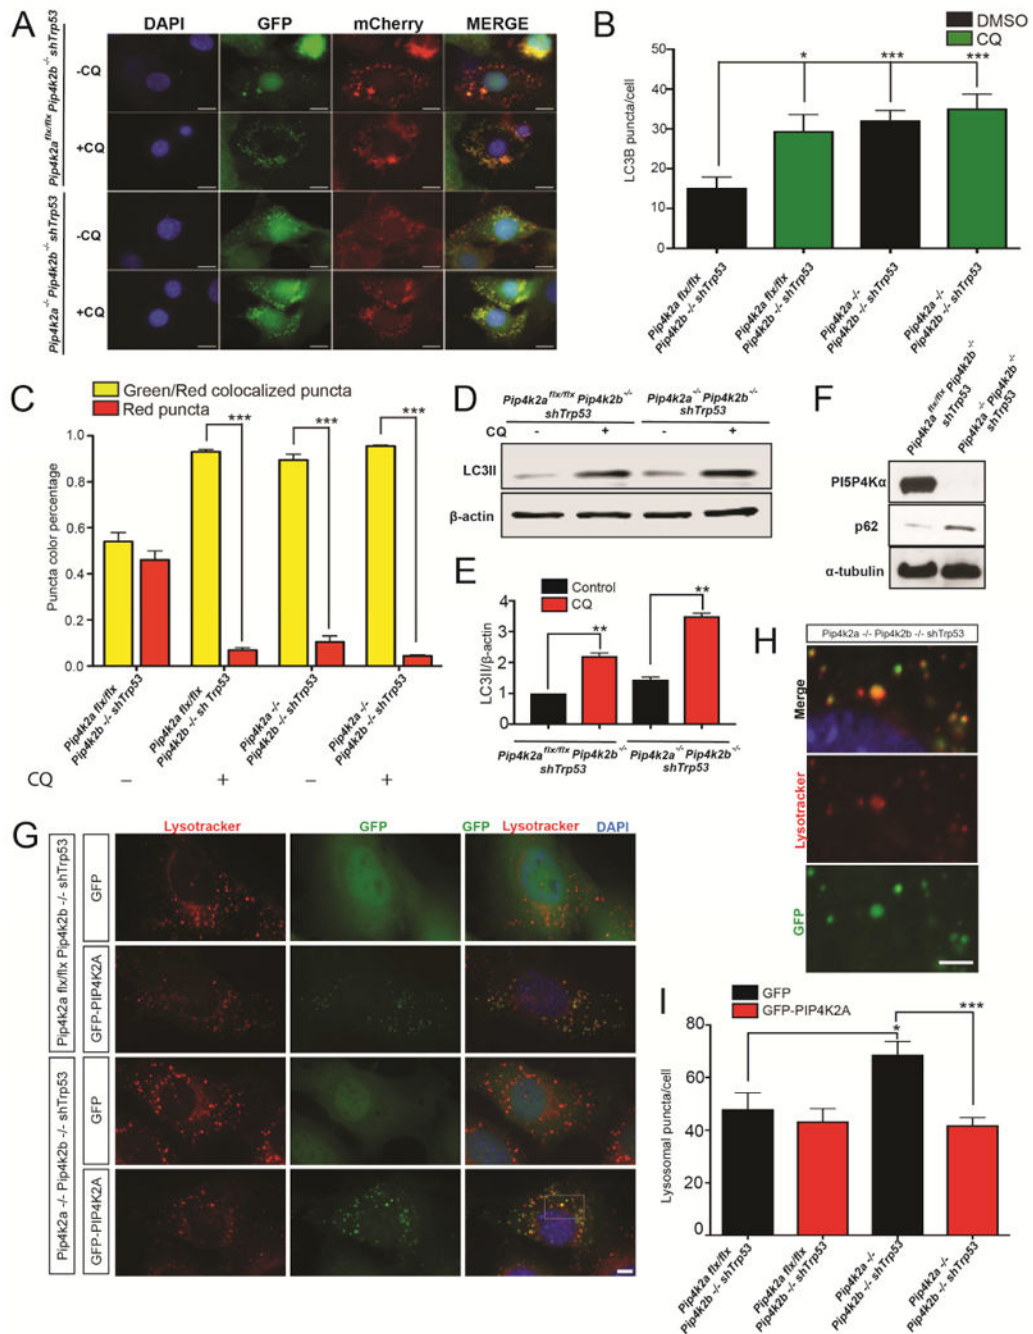 A
DAPI GFP mCherry MERGE
Pip4k2a flx/flx Pip4k2b -/- shTrp53
-CQ
+CQ
Pip4k2a -/- Pip4k2b -/- shTrp53
-CQ
+CQ
B
DMSO
CQ
LC3B puncta/cell
50
40
30
20
10
0
* *** ***
Pip4k2a flx/flx
Pip4k2b -/- shTrp53
Pip4k2a flx/flx
Pip4k2b -/- shTrp53
Pip4k2a -/-
Pip4k2b -/- shTrp53
Pip4k2a -/-
Pip4k2b -/- shTrp53
C
Green/Red colocalized puncta
Red puncta
Puncta color percentage
1.0
0.8
0.6
0.4
0.2
0.0
*** *** ***
Pip4k2a flx/flx
Pip4k2b -/- shTrp53
Pip4k2a flx/flx
Pip4k2b -/- shTrp53
Pip4k2a -/-
Pip4k2b -/- shTrp53
Pip4k2a -/-
Pip4k2b -/- shTrp53
CQ – + – +
D
Pip4k2a flx/flx Pip4k2b -/-
shTrp53
Pip4k2a -/- Pip4k2b -/-
shTrp53
CQ - + - +
LC3II
β-actin
E
Control
CQ
LC3II/β-actin
4
3
2
1
0
** **
Pip4k2a flx/flx Pip4k2b -/-
shTrp53
Pip4k2a -/- Pip4k2b -/-
shTrp53
F
Pip4k2a flx/flx Pip4k2b -/-
shTrp53
Pip4k2a -/- Pip4k2b -/-
shTrp53
PI5P4Kα
p62
α-tubulin
G
Lysotracker GFP GFP Lysotracker DAPI
Pip4k2a flx/flx Pip4k2b -/- shTrp53
GFP
GFP-PIP4K2A
Pip4k2a -/- Pip4k2b -/- shTrp53
GFP
GFP-PIP4K2A
H
Pip4k2a -/- Pip4k2b -/- shTrp53
Merge
Lysotracker
GFP
I
GFP
GFP-PIP4K2A
Lysosomal puncta/cell
80
60
40
20
0
* ***
Pip4k2a flx/flx
Pip4k2b -/- shTrp53
Pip4k2a flx/flx
Pip4k2b -/- shTrp53
Pip4k2a -/-
Pip4k2b -/- shTrp53
Pip4k2a -/-
Pip4k2b -/- shTrp53